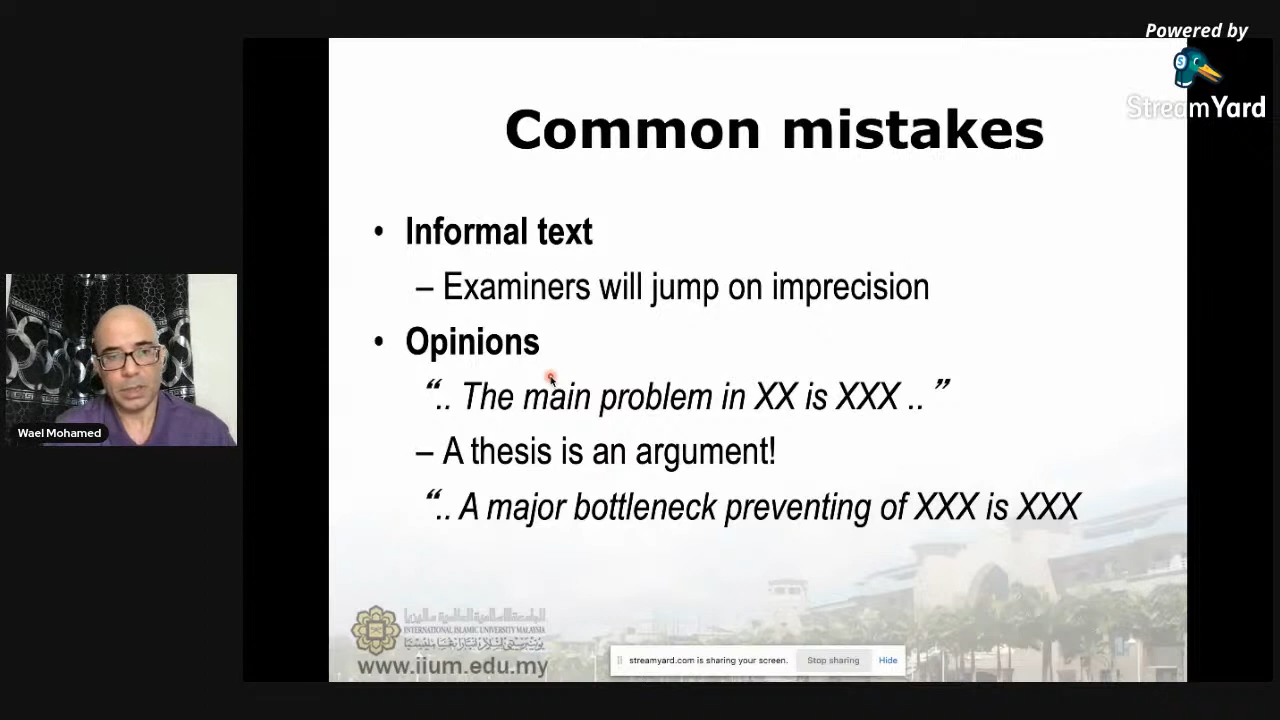 Powered by
StreamYard
Common mistakes
• Informal text
– Examiners will jump on imprecision
• Opinions
“.. The main problem in XX is XXX ..”
– A thesis is an argument!
“.. A major bottleneck preventing of XXX is XXX
Wael Mohamed
INTERNATIONAL ISLAMIC UNIVERSITY MALAYSIA
www.iium.edu.my
streamyard.com is sharing your screen.
Stop sharing
Hide